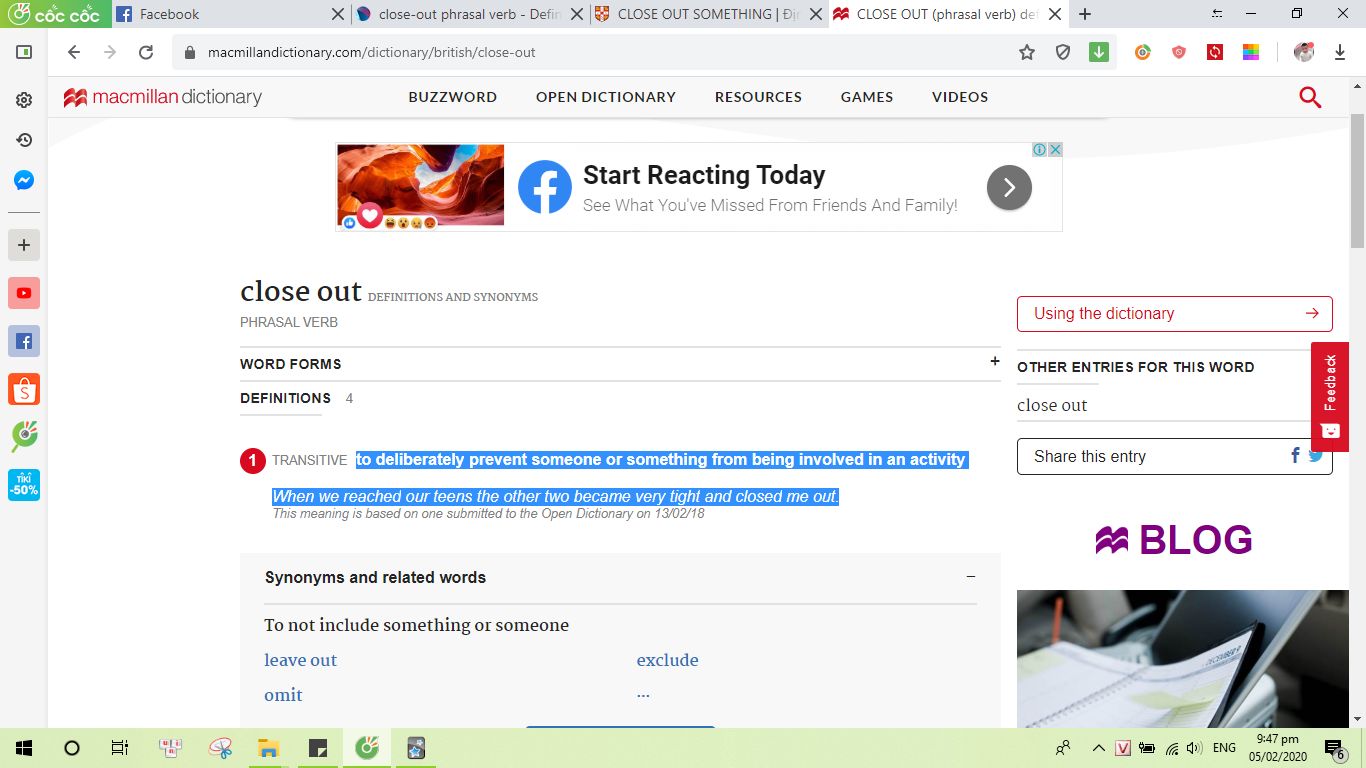 cốc cốc
Facebook
close-out phrasal verb - Defin
CLOSE OUT SOMETHING | Địn
CLOSE OUT (phrasal verb) def
macmillandictionary.com/dictionary/british/close-out
macmillan dictionary
BUZZWORD OPEN DICTIONARY RESOURCES GAMES VIDEOS
Start Reacting Today
See What You've Missed From Friends And Family!
close out DEFINITIONS AND SYNONYMS
PHRASAL VERB
WORD FORMS +
DEFINITIONS 4
1 TRANSITIVE to deliberately prevent someone or something from being involved in an activity
When we reached our teens the other two became very tight and closed me out.
This meaning is based on one submitted to the Open Dictionary on 13/02/18
Synonyms and related words −
To not include something or someone
leave out exclude
omit ...
Using the dictionary
OTHER ENTRIES FOR THIS WORD
close out
Share this entry
Feedback
BLOG
DECEMBER
TIKI
-50%
ENG
9:47 pm
05/02/2020
6